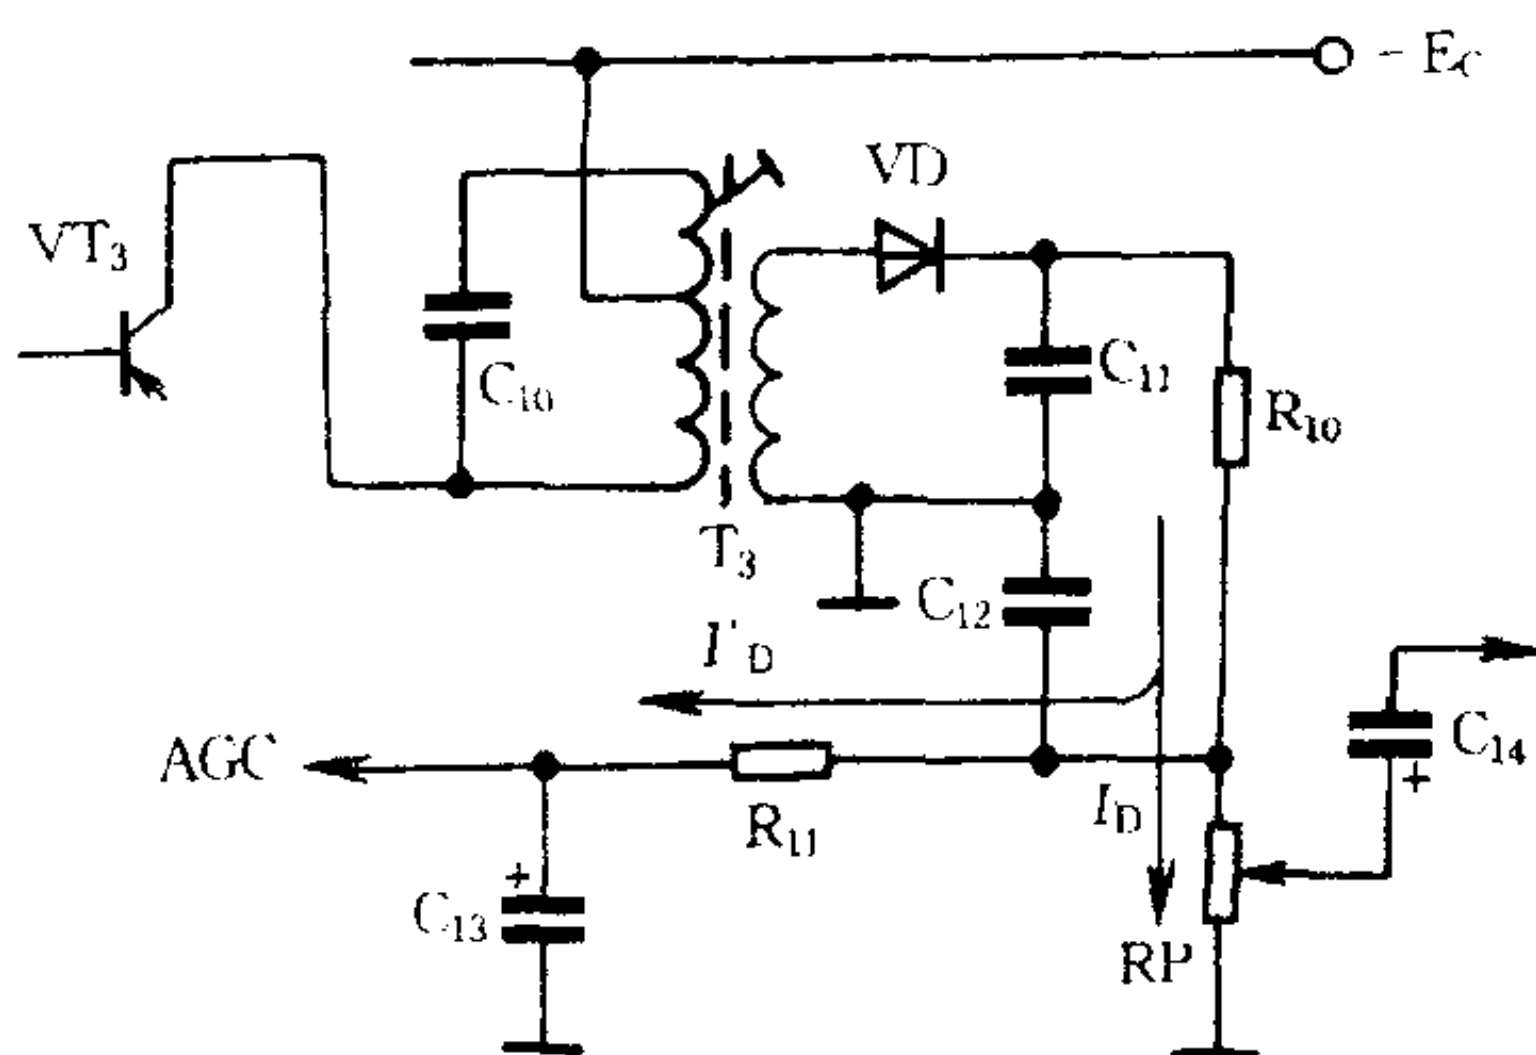 - E_C
VD
VT₃
C₁₀
C₁₁
R₁₀
T₃
C₁₂
I'_D
C₁₄
+
AGC
R₁₁
I_D
+
C₁₃
RP